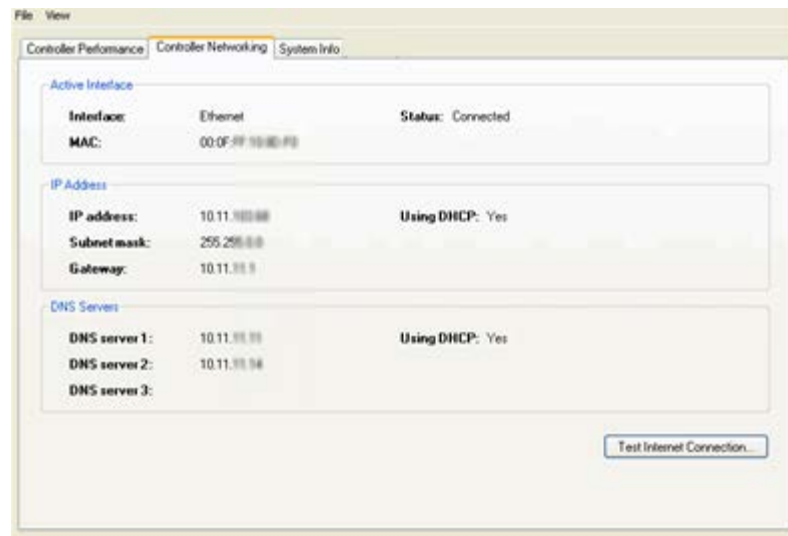 File View
Controller Performance Controller Networking System Info
Active Interface
Interface: Ethernet Status: Connected
MAC: 00:0F:
IP Address
IP address: 10.11. Using DHCP: Yes
Subnet mask: 255.
Gateway: 10.11.
DNS Servers
DNS server 1: 10.11. Using DHCP: Yes
DNS server 2: 10.11.
DNS server 3:
Test Internet Connection...